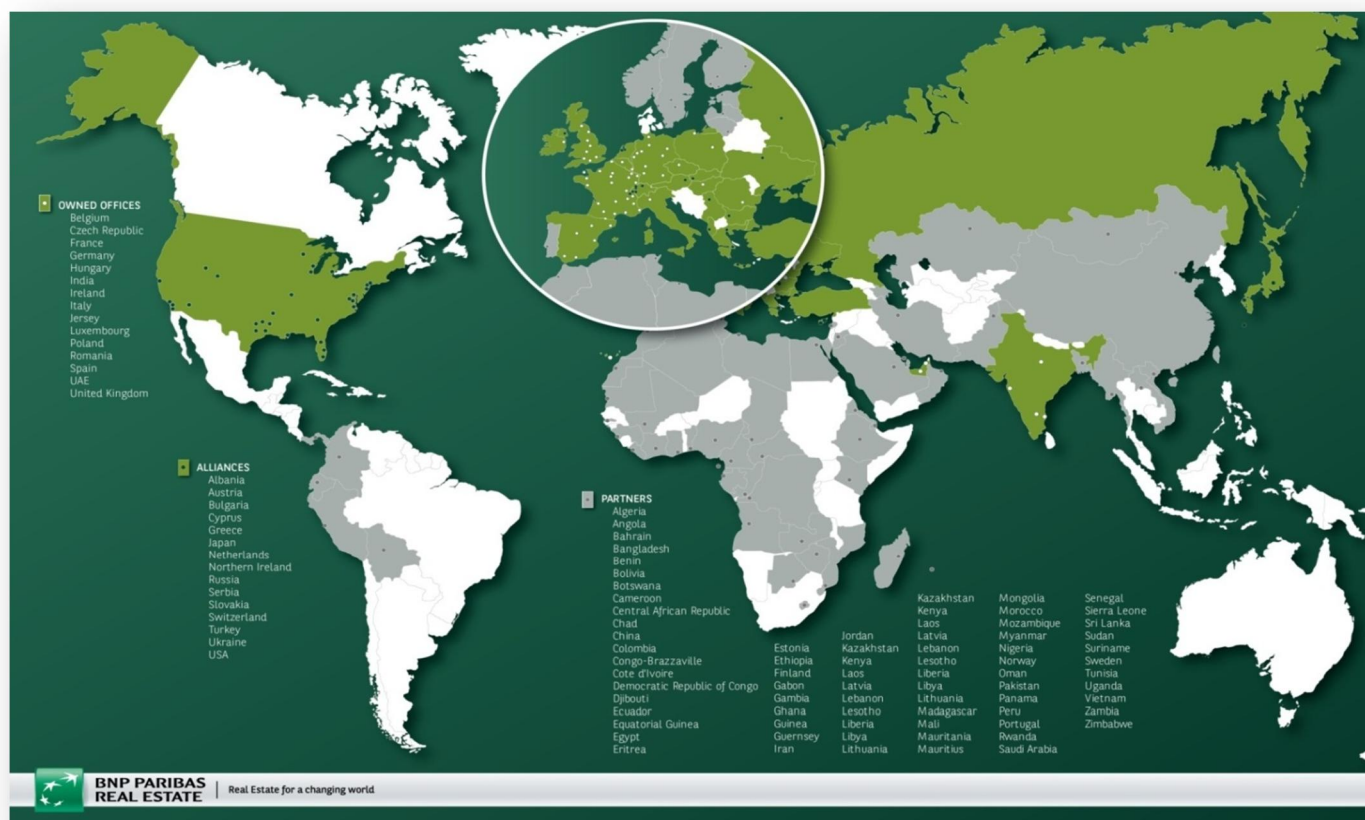 OWNED OFFICES
Belgium
Czech Republic
France
Germany
Hungary
India
Ireland
Italy
Jersey
Luxembourg
Poland
Romania
Spain
UAE
United Kingdom
ALLIANCES
Albania
Austria
Bulgaria
Cyprus
Greece
Japan
Netherlands
Northern Ireland
Russia
Serbia
Slovakia
Switzerland
Turkey
Ukraine
USA
PARTNERS
Algeria
Angola
Bahrain
Bangladesh
Benin
Bolivia
Botswana
Cameroon
Central African Republic
Chad
China
Colombia
Congo-Brazzaville
Cote d'Ivoire
Democratic Republic of Congo
Djibouti
Ecuador
Equatorial Guinea
Egypt
Eritrea
Estonia
Ethiopia
Finland
Gabon
Gambia
Ghana
Guinea
Guernsey
Iran
Jordan
Kazakhstan
Kenya
Laos
Latvia
Lebanon
Lesotho
Liberia
Libya
Lithuania
Kazakhstan
Kenya
Laos
Latvia
Lebanon
Lesotho
Liberia
Libya
Lithuania
Madagascar
Mali
Mauritania
Mauritius
Mongolia
Morocco
Mozambique
Myanmar
Nigeria
Norway
Oman
Pakistan
Panama
Peru
Portugal
Rwanda
Saudi Arabia
Senegal
Sierra Leone
Sri Lanka
Sudan
Suriname
Sweden
Tunisia
Uganda
Vietnam
Zambia
Zimbabwe
BNP PARIBAS
REAL ESTATE
Real Estate for a changing world